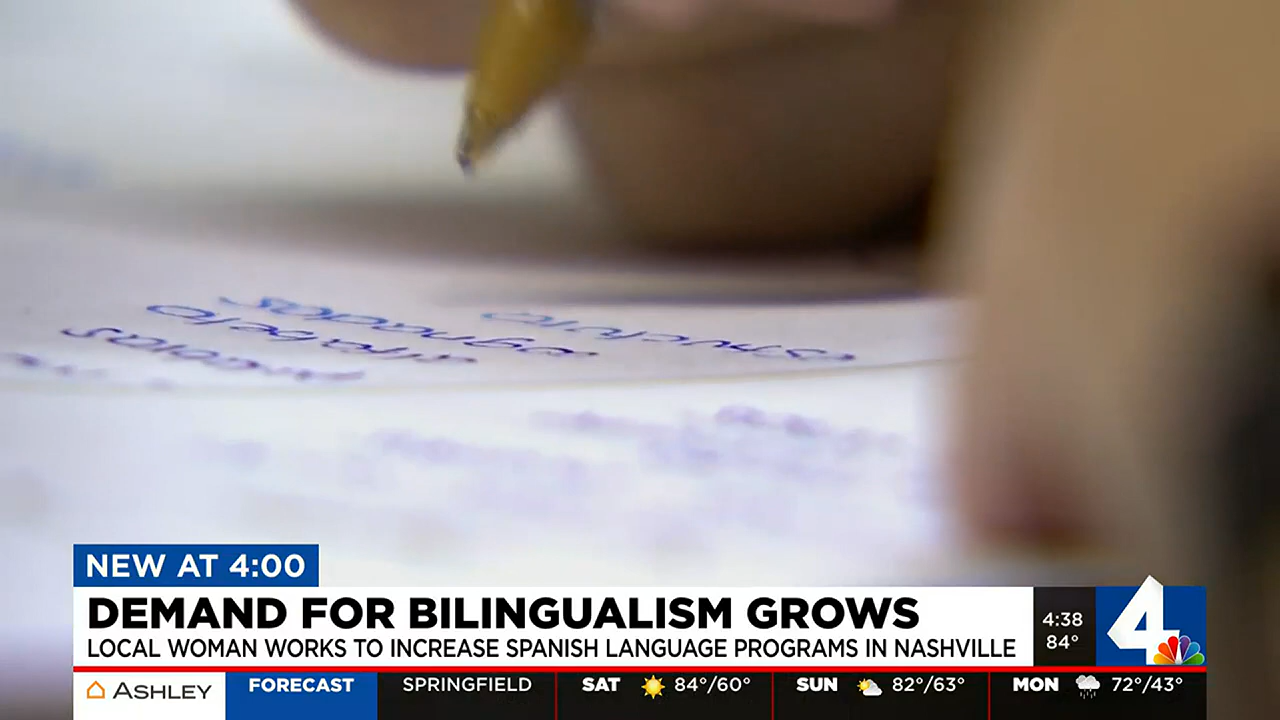 NEW AT 4:00
DEMAND FOR BILINGUALISM GROWS
LOCAL WOMAN WORKS TO INCREASE SPANISH LANGUAGE PROGRAMS IN NASHVILLE
4:38
84°
4
ASHLEY FORECAST SPRINGFIELD SAT 84°/60° SUN 82°/63° MON 72°/43°